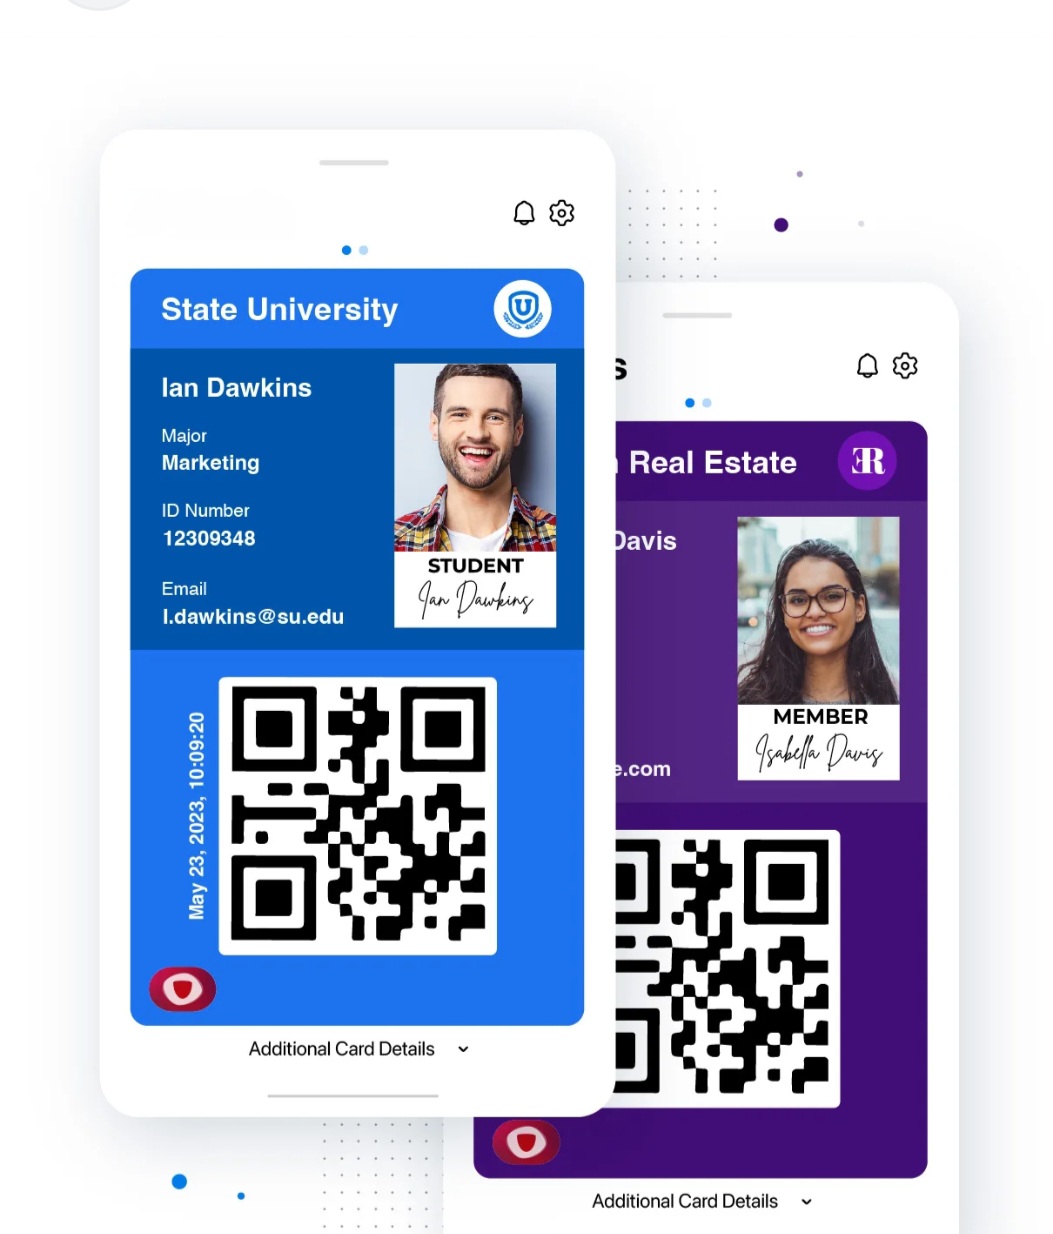 State University
Ian Dawkins
Major
Marketing
ID Number
12309348
Email
I.dawkins@su.edu
STUDENT
Ian Dawkins
May 23, 2023, 10:09:20
Additional Card Details
s
Real Estate
ER
Davis
MEMBER
Isabella Davis
e.com
Additional Card Details